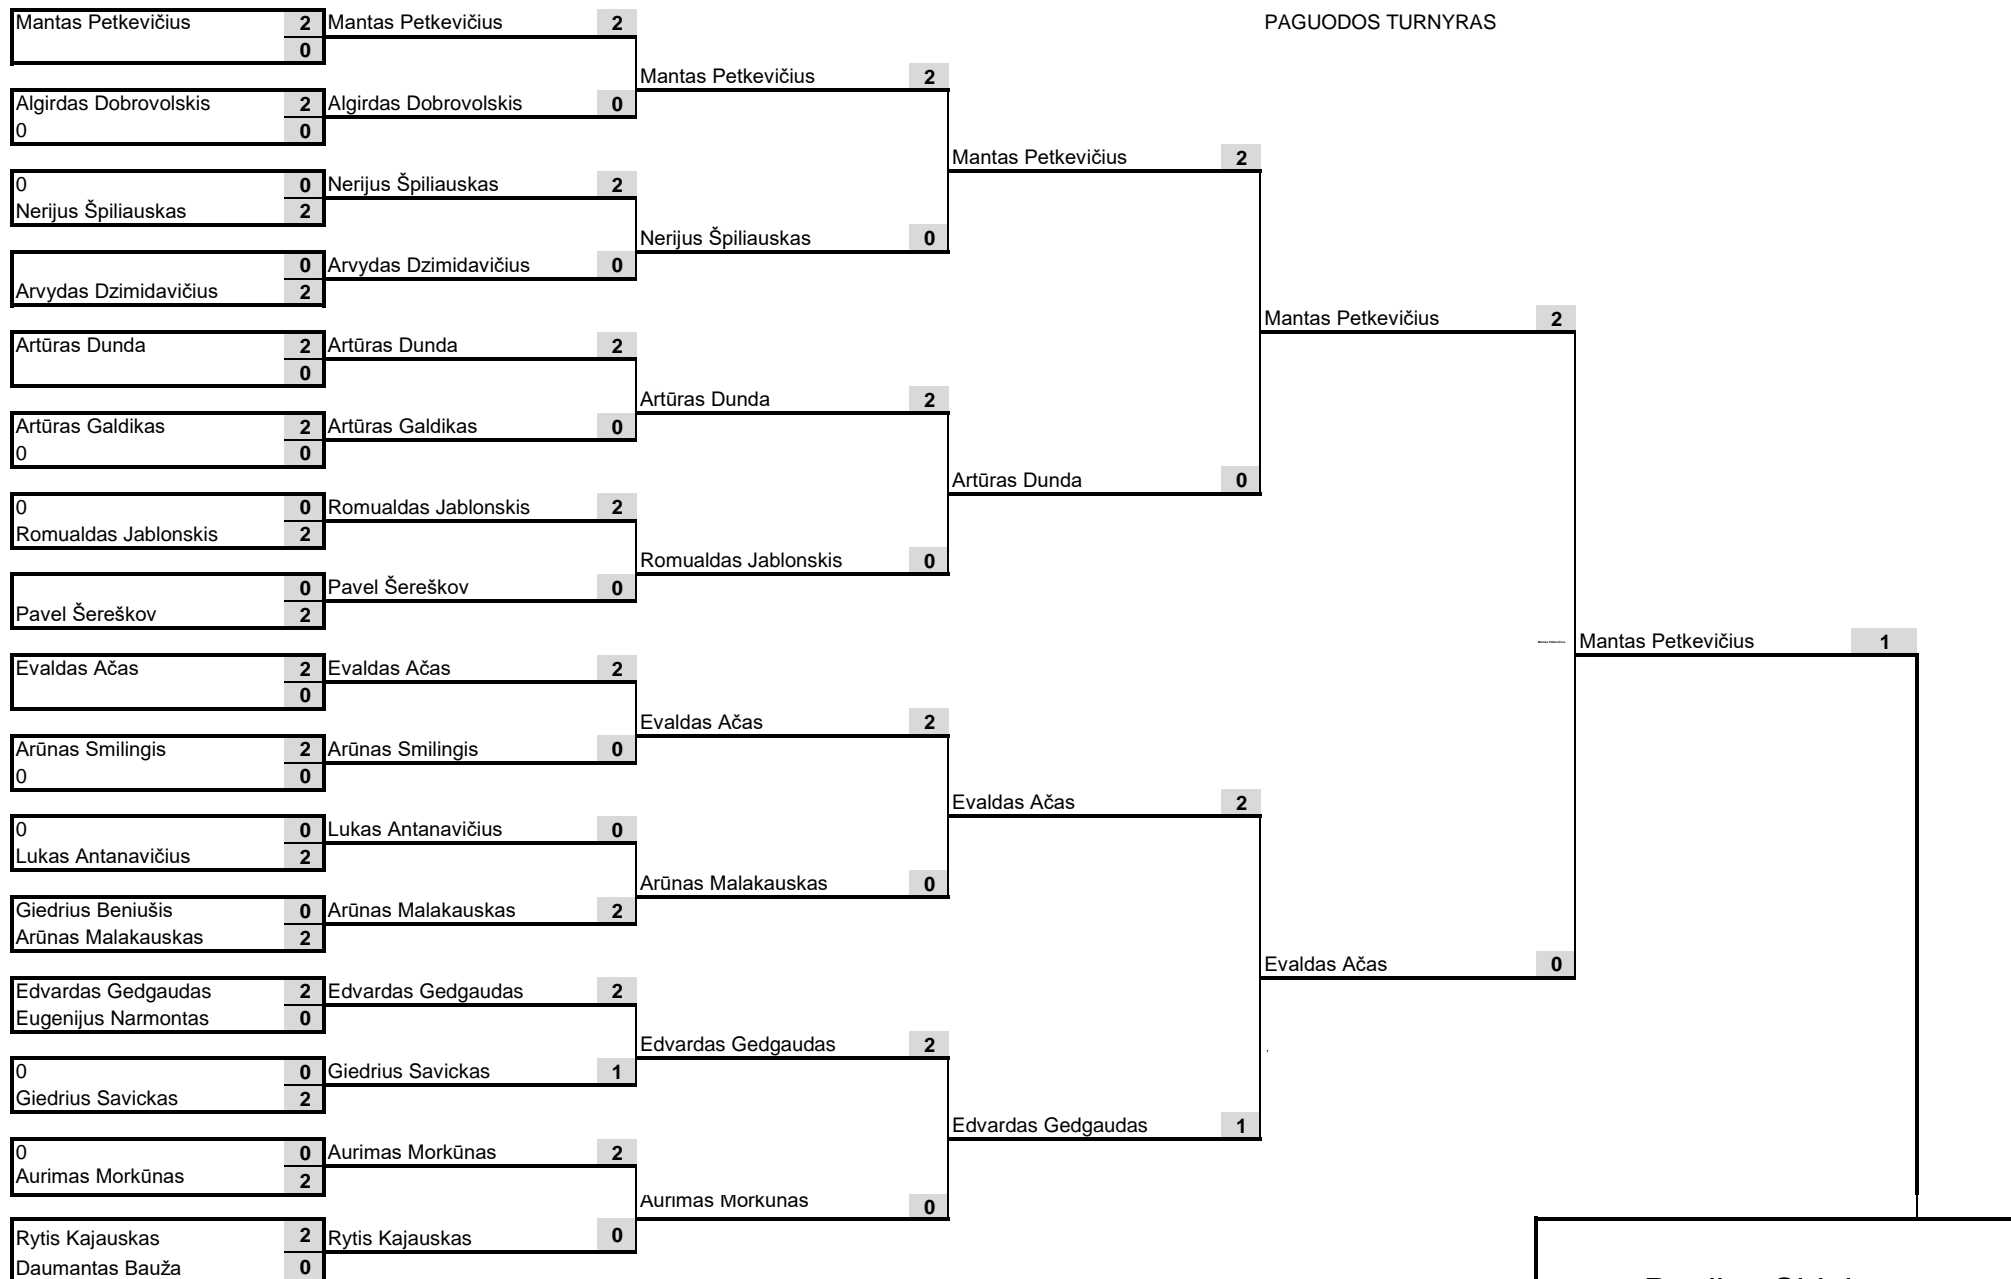 Mantas Petkevičius 2 Mantas Petkevičius 2 PAGUODOS TURNYRAS
0
Mantas Petkevičius 2
Algirdas Dobrovolskis 2 Algirdas Dobrovolskis 0
0 0
Mantas Petkevičius 2
0 0 Nerijus Špiliauskas 2
Nerijus Špiliauskas 2
Nerijus Špiliauskas 0
0 Arvydas Dzimidavičius 0
Arvydas Dzimidavičius 2
Mantas Petkevičius 2
Artūras Dunda 2 Artūras Dunda 2
0
Artūras Dunda 2
Artūras Galdikas 2 Artūras Galdikas 0
0 0
Artūras Dunda 0
0 0 Romualdas Jablonskis 2
Romualdas Jablonskis 2
Romualdas Jablonskis 0
0 Pavel Šereškov 0
Pavel Šereškov 2
Mantas Petkevičius 1
Evaldas Ačas 2 Evaldas Ačas 2
0
Evaldas Ačas 2
Arūnas Smilingis 2 Arūnas Smilingis 0
0 0
Evaldas Ačas 2
0 0 Lukas Antanavičius 0
Lukas Antanavičius 2
Arūnas Malakauskas 0
Giedrius Beniušis 0 Arūnas Malakauskas 2
Arūnas Malakauskas 2
Evaldas Ačas 0
Edvardas Gedgaudas 2 Edvardas Gedgaudas 2
Eugenijus Narmontas 0
Edvardas Gedgaudas 2
0 0 Giedrius Savickas 1
Giedrius Savickas 2
Edvardas Gedgaudas 1
0 0 Aurimas Morkūnas 2
Aurimas Morkūnas 2
Aurimas Morkūnas 0
Rytis Kajauskas 2 Rytis Kajauskas 0
Daumantas Bauža 0